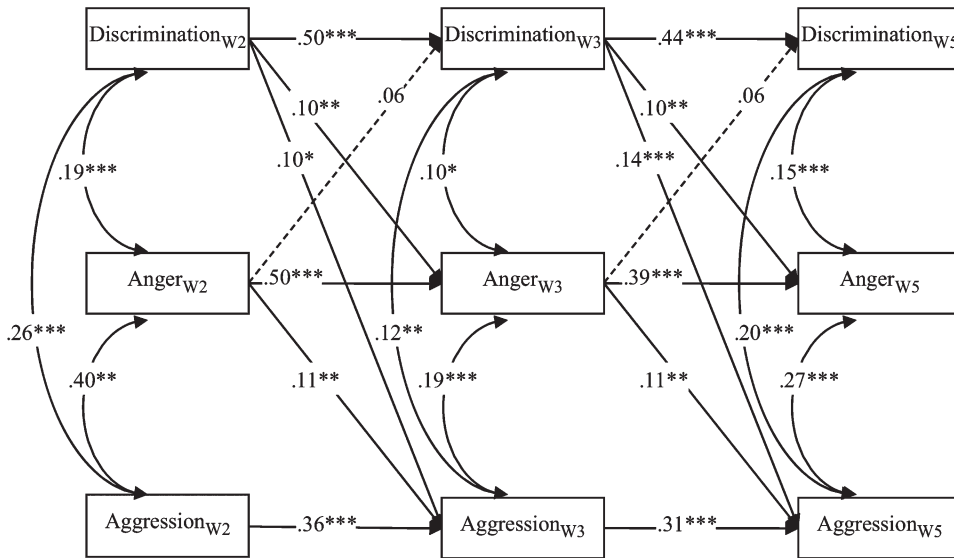 Discrimination W2 .50*** Discrimination W3 .44*** Discrimination W5
.10** .06 .10** .06
.10* .14***
.19*** .10* .15***
Anger W2 .50*** Anger W3 .39*** Anger W5
.26*** .12** .20***
.40** .11** .19*** .11** .27***
Aggression W2 .36*** Aggression W3 .31*** Aggression W5